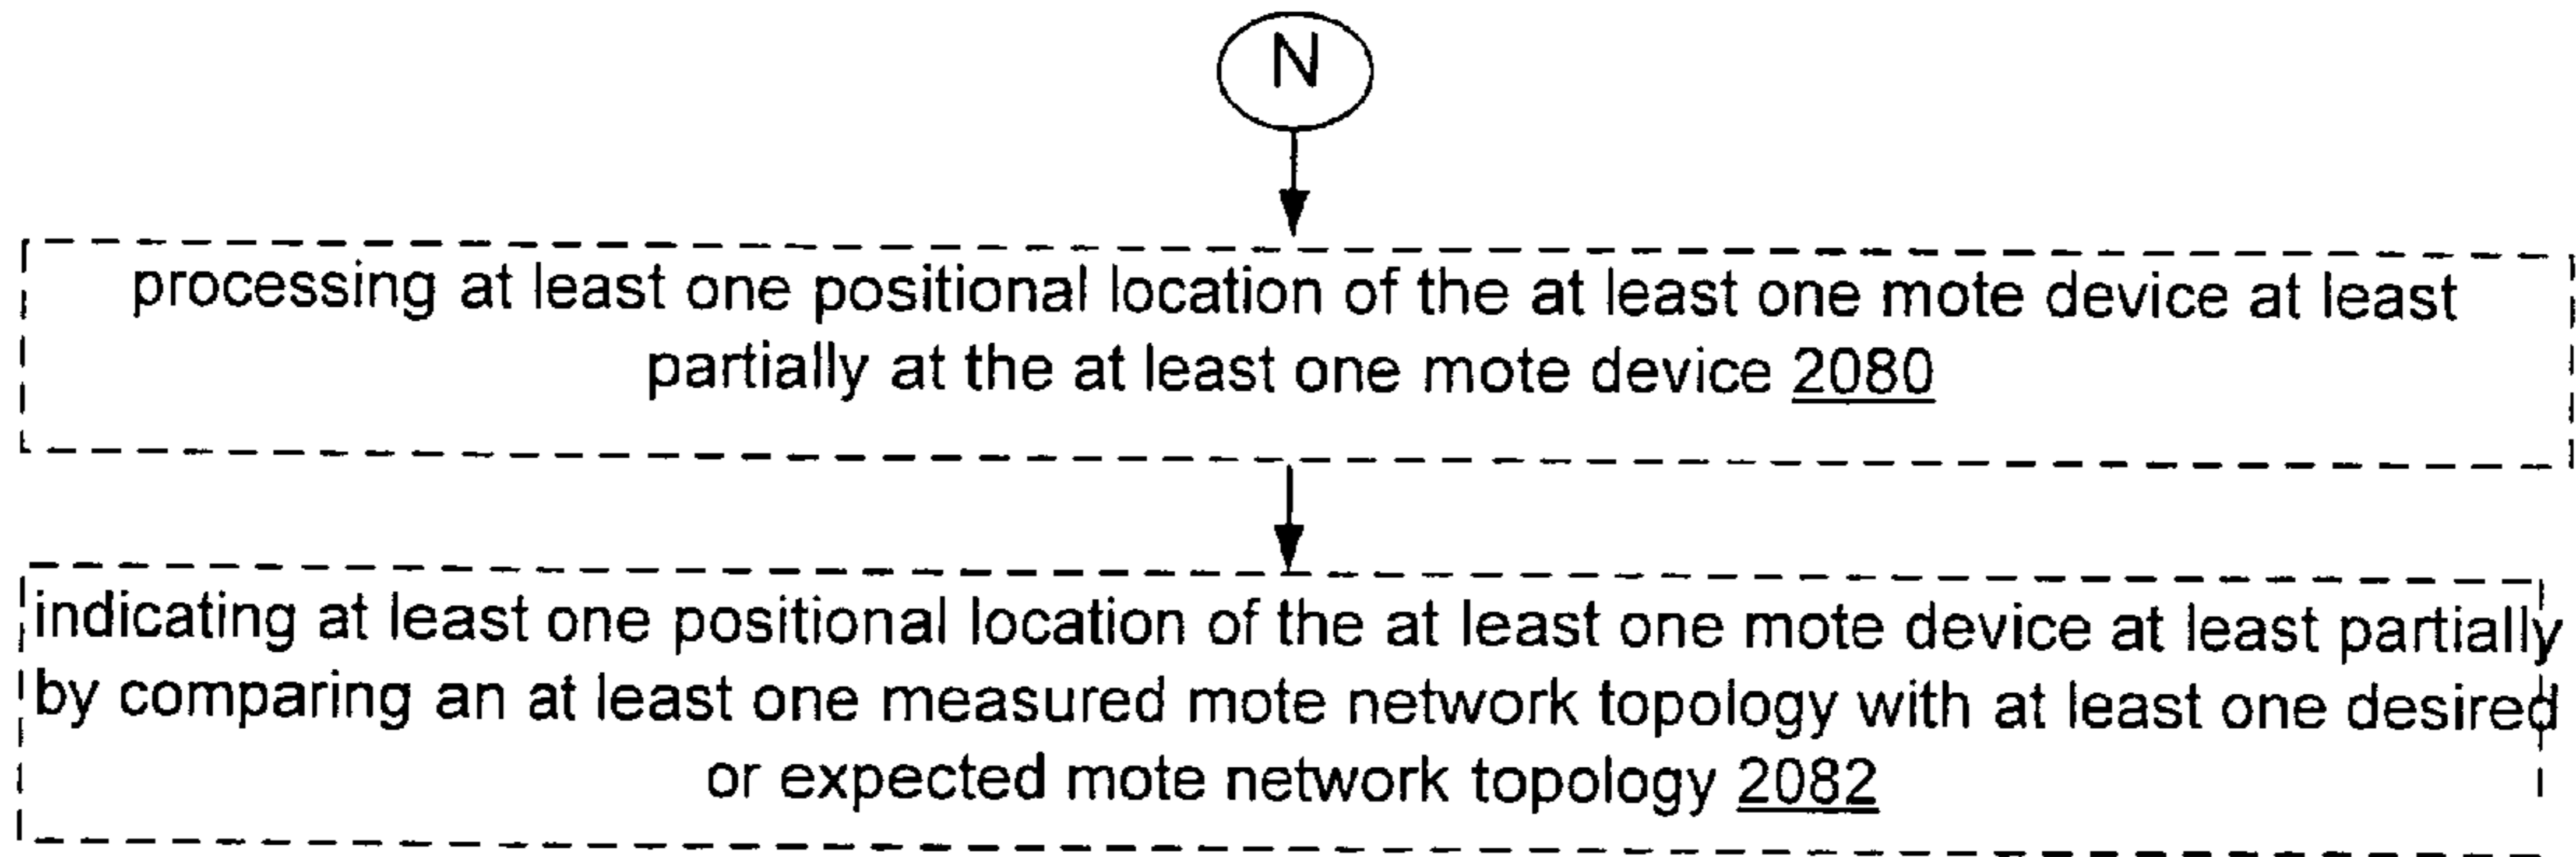 N
processing at least one positional location of the at least one mote device at least
partially at the at least one mote device 2080
indicating at least one positional location of the at least one mote device at least partially
by comparing an at least one measured mote network topology with at least one desired
or expected mote network topology 2082